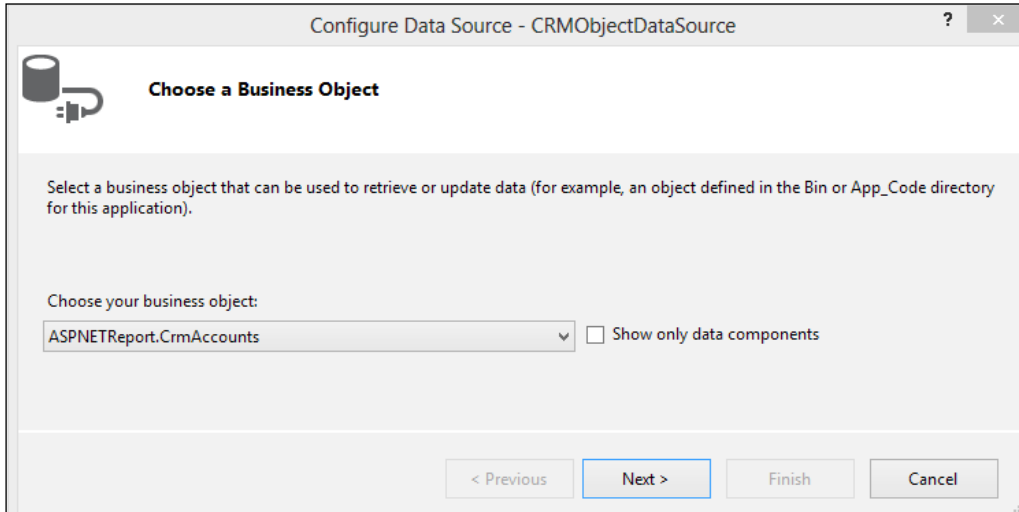 Configure Data Source - CRMObjectDataSource
?
Choose a Business Object
Select a business object that can be used to retrieve or update data (for example, an object defined in the Bin or App_Code directory
for this application).
Choose your business object:
ASPNETReport.CrmAccounts
Show only data components
< Previous
Next >
Finish
Cancel